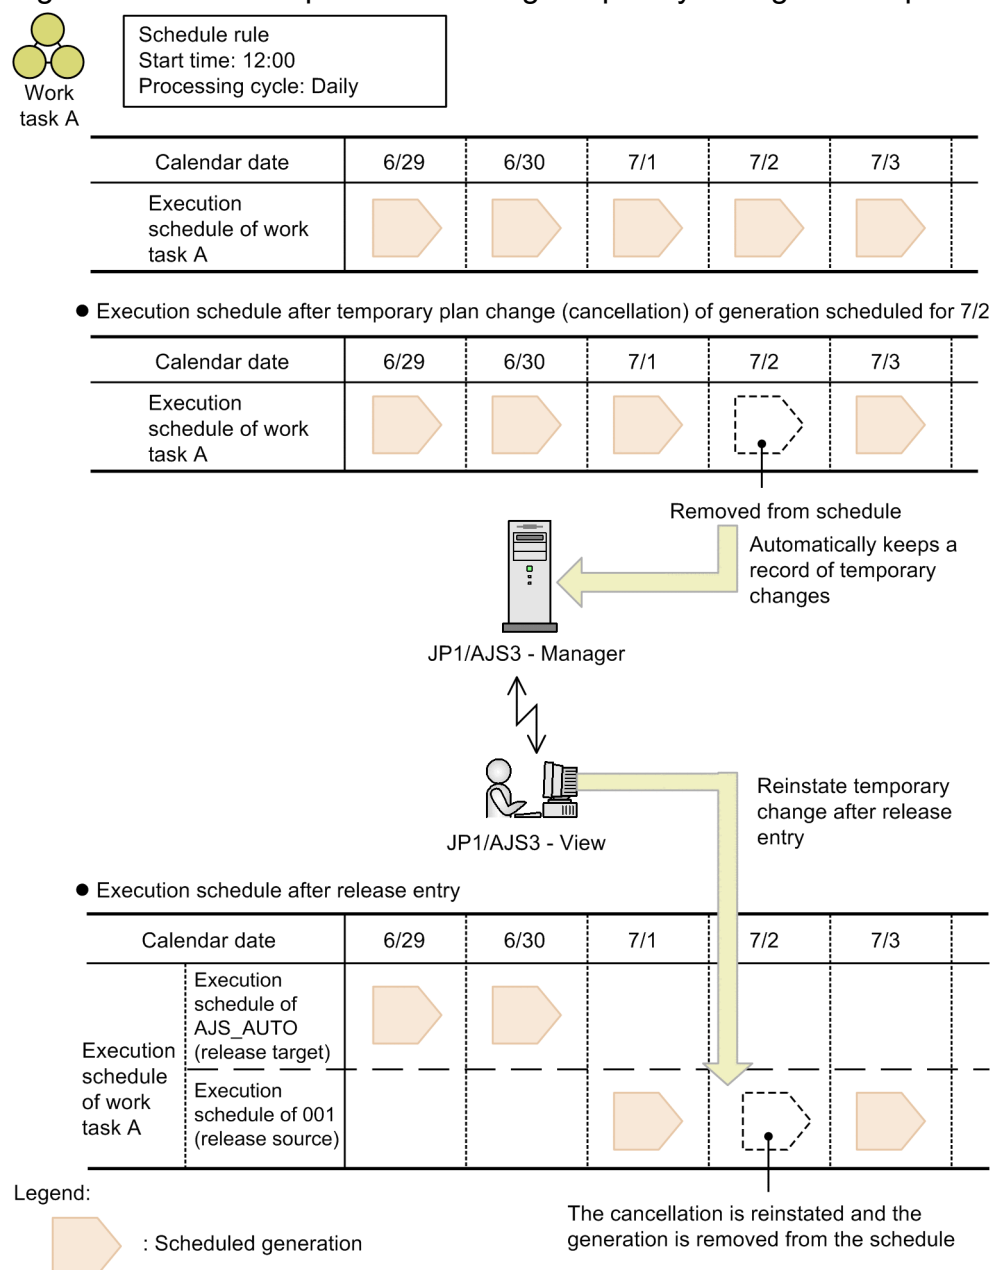 Schedule rule
Start time: 12:00
Processing cycle: Daily
Work
task A
Calendar date 6/29 6/30 7/1 7/2 7/3
Execution
schedule of work
task A
● Execution schedule after temporary plan change (cancellation) of generation scheduled for 7/2
Calendar date 6/29 6/30 7/1 7/2 7/3
Execution
schedule of work
task A
Removed from schedule
Automatically keeps a
record of temporary
changes
JP1/AJS3 - Manager
Reinstate temporary
change after release
entry
JP1/AJS3 - View
● Execution schedule after release entry
Calendar date 6/29 6/30 7/1 7/2 7/3
Execution
schedule
of work
task A
Execution
schedule of
AJS_AUTO
(release target)
Execution
schedule of 001
(release source)
The cancellation is reinstated and the
generation is removed from the schedule
Legend:
: Scheduled generation